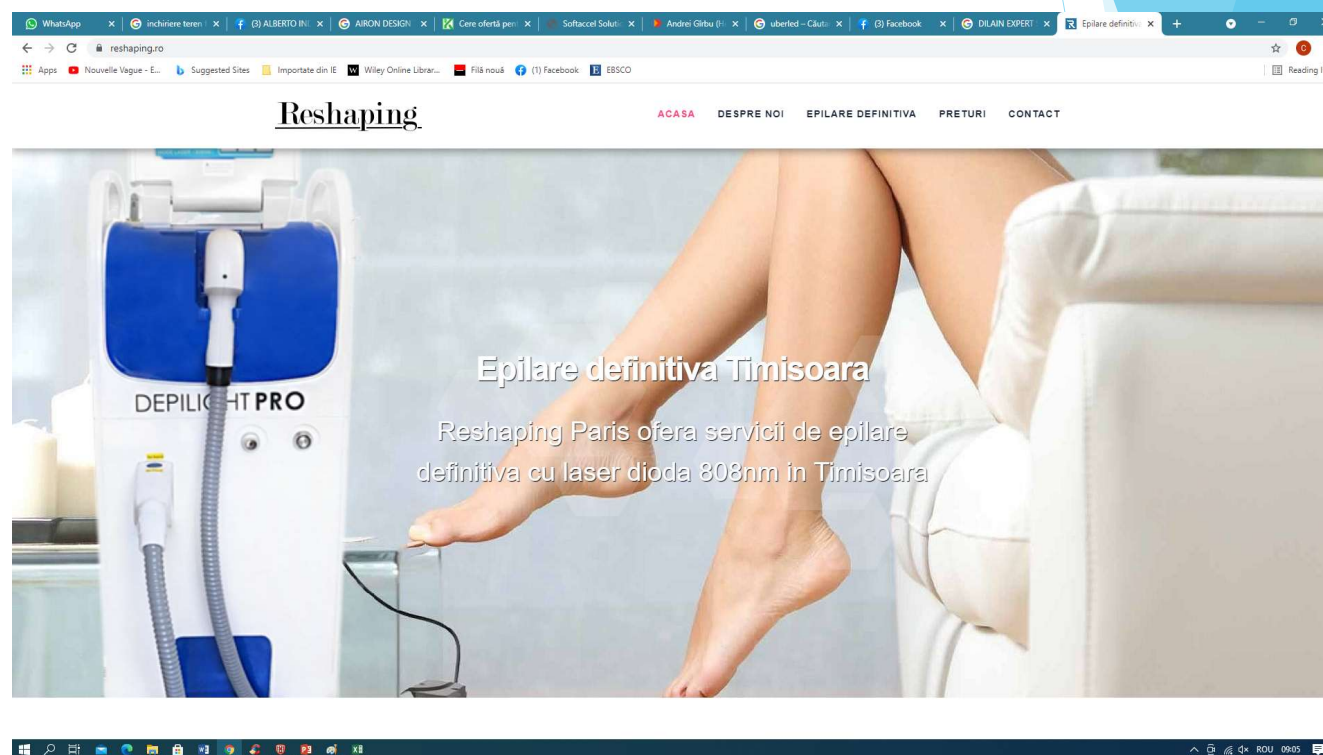 WhatsApp
inchiriere teren
(3) ALBERTO IND
AIRON DESIGN
Cere ofertă pen
Softaccel Soluti
Andrei Gîrbu (H
uberled – Căuta
(3) Facebook
DILAIN EXPERT
Epilare definitiv
reshaping.ro
C
Apps
Nouvelle Vague - E...
Suggested Sites
Importate din IE
W
Wiley Online Librar...
Filă nouă
(1) Facebook
EBSCO
Reading l
Reshaping
ACASA DESPRE NOI EPILARE DEFINITIVA PRETURI CONTACT
DEPILIGHT PRO
Epilare definitiva Timisoara
Reshaping Paris ofera servicii de epilare
definitiva cu laser dioda 808nm in Timisoara
ROU 09:05